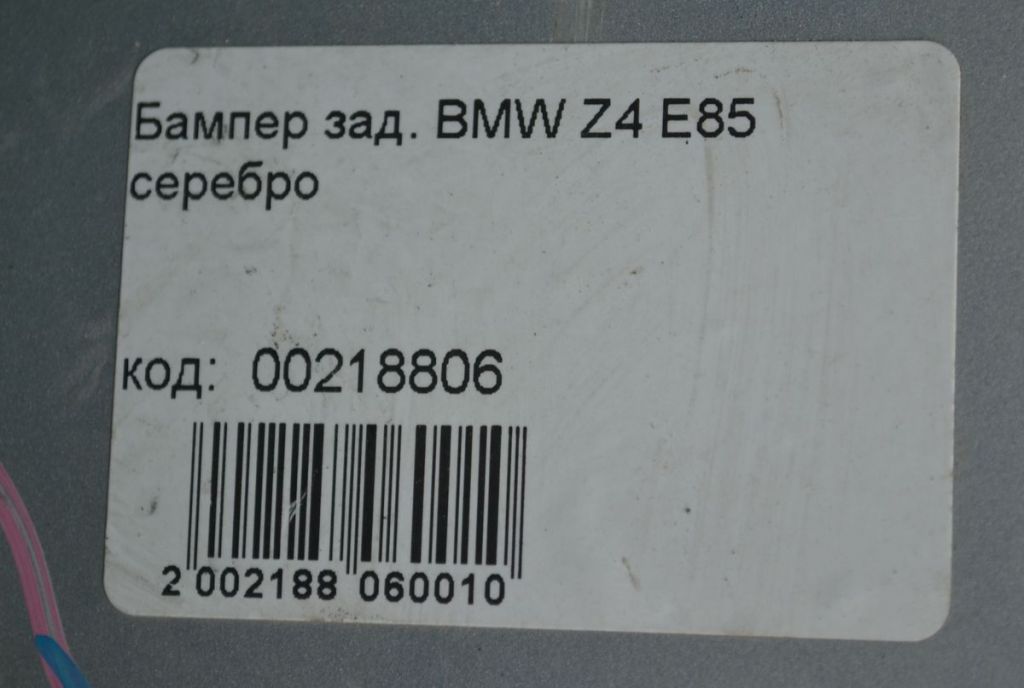 Бампер зад. BMW Z4 E85
серебро
код: 00218806
2 002188 060010